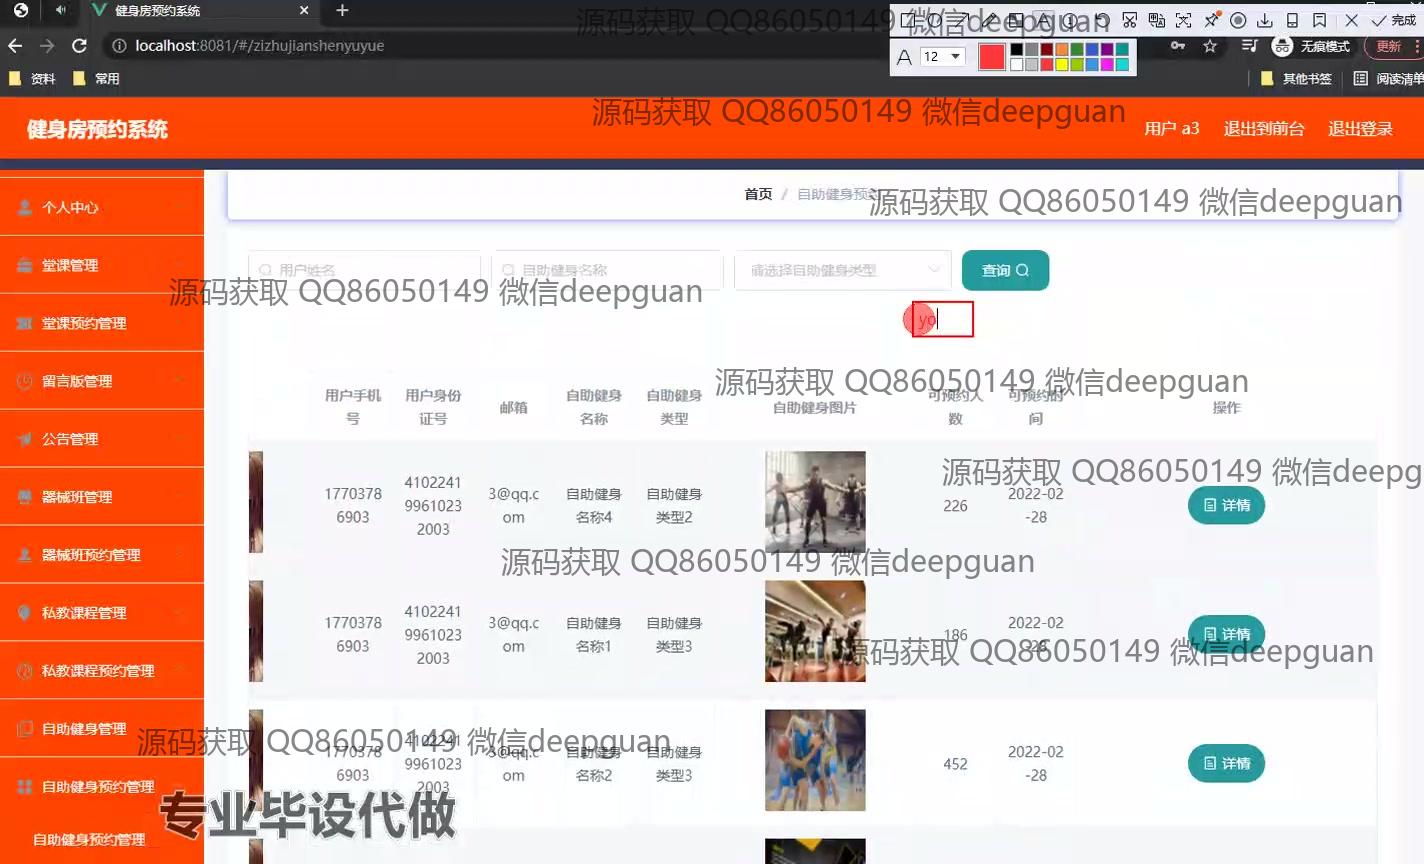 健身房预约系统
源码获取 QQ86050149 微信deepguan
完成
localhost:8081/#/zizhujianshenyuyue
A 12
无痕模式
更新
资料
常用
其他书签
阅读清单
源码获取 QQ86050149 微信deepguan
健身房预约系统
用户 a3
退出到前台
退出登录
首页 / 自助健身预约
源码获取 QQ86050149 微信deepguan
个人中心
堂课管理
堂课预约管理
留言版管理
公告管理
器械班管理
器械班预约管理
私教课程管理
私教课程预约管理
自助健身管理
自助健身预约管理
自助健身预约管理
用户姓名
自助健身名称
请选择自助健身类型
查询
源码获取 QQ86050149 微信deepguan
yo
源码获取 QQ86050149 微信deepguan
用户手机
号
用户身份
证号
邮箱
自助健身
名称
自助健身
类型
自助健身图片
可预约人
数
可预约时
间
操作
源码获取 QQ86050149 微信deepg
1770378
6903
4102241
9961023
2003
3@qq.c
om
自助健身
名称4
自助健身
类型2
226
2022-02
-28
详情
源码获取 QQ86050149 微信deepguan
1770378
6903
4102241
9961023
2003
3@qq.c
om
自助健身
名称1
自助健身
类型3
186
2022-02
-28
详情
源码获取 QQ86050149 微信deepguan
1770378
6903
4102241
9961023
2003
3@qq.c
om
自助健身
名称2
自助健身
类型3
452
2022-02
-28
详情
源码获取 QQ86050149 微信deepguan
专业毕设代做